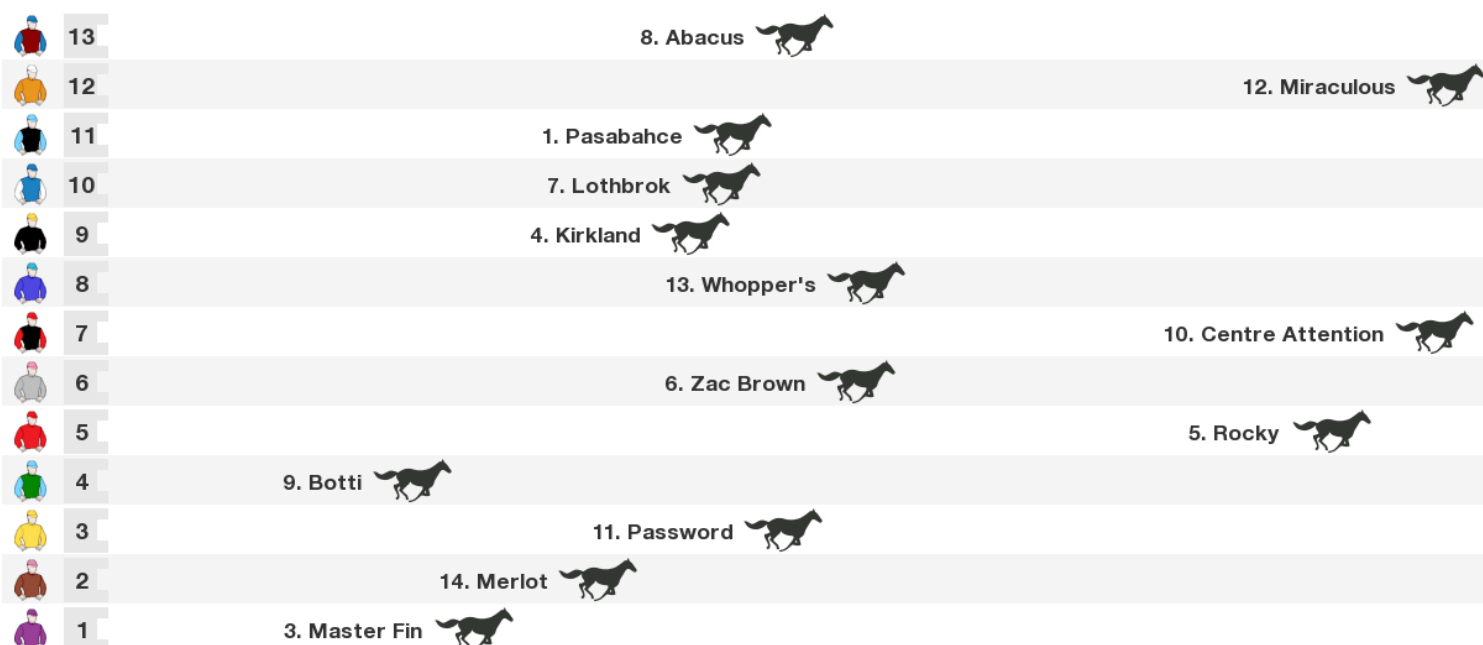 13 8. Abacus
12 12. Miraculous
11 1. Pasabahce
10 7. Lothbrok
9 4. Kirkland
8 13. Whopper's
7 10. Centre Attention
6 6. Zac Brown
5 5. Rocky
4 9. Botti
3 11. Password
2 14. Merlot
1 3. Master Fin